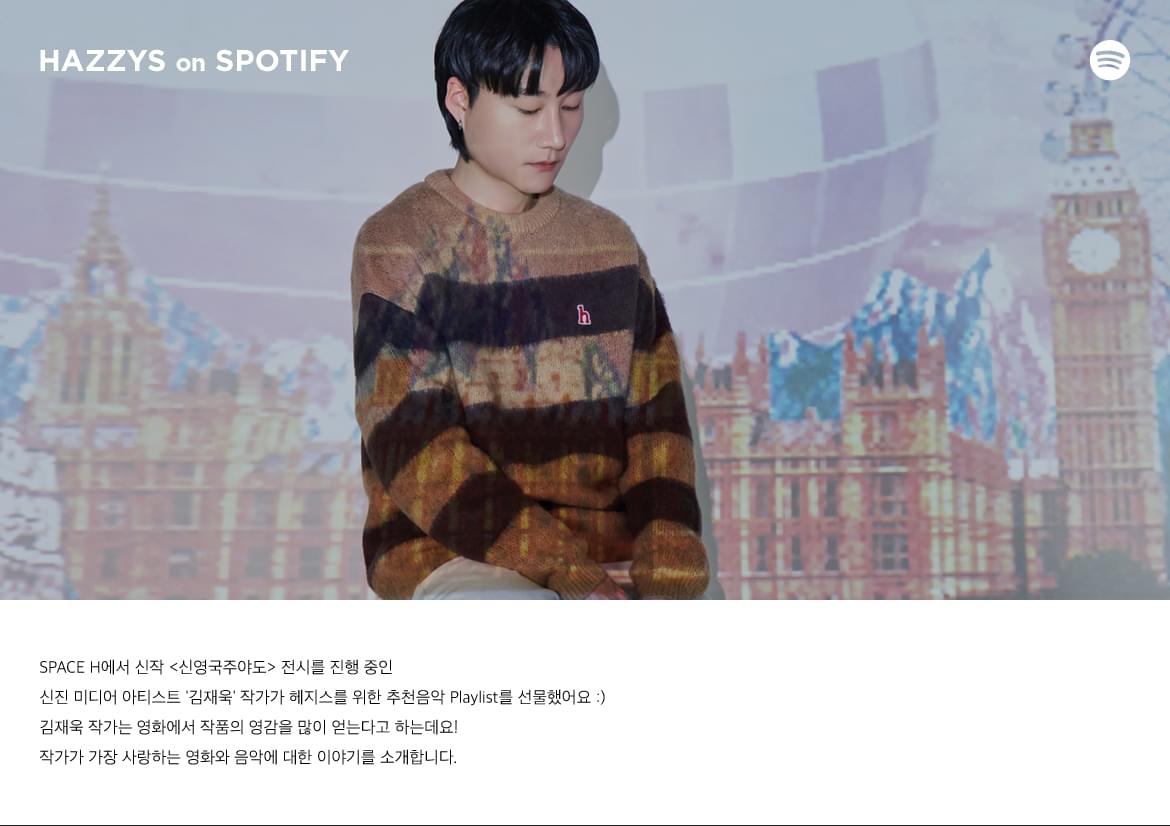 HAZZYS on SPOTIFY
h
SPACE H에서 신작 <신영국주야도> 전시를 진행 중인
신진 미디어 아티스트 '김재욱' 작가가 헤지스를 위한 추천음악 Playlist를 선물했어요 :)
김재욱 작가는 영화에서 작품의 영감을 많이 얻는다고 하는데요!
작가가 가장 사랑하는 영화와 음악에 대한 이야기를 소개합니다.